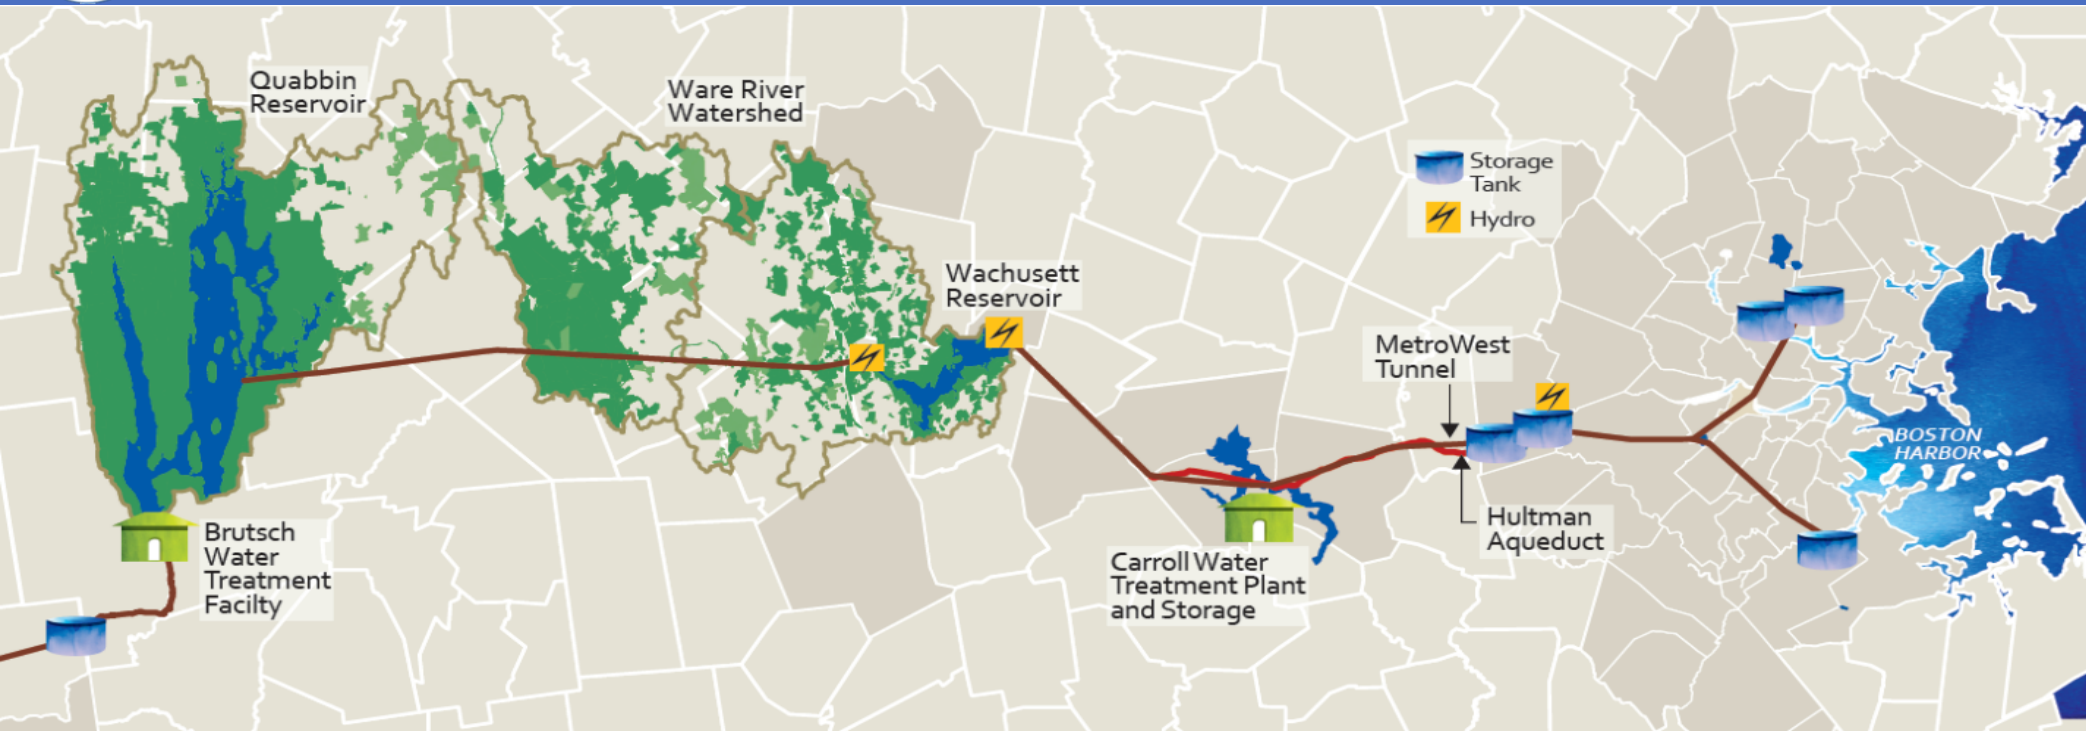 Quabbin
Reservoir
Ware River
Watershed
Storage
Tank
Hydro
Wachusett
Reservoir
MetroWest
Tunnel
BOSTON
HARBOR
Hultman
Aqueduct
Brutsch
Water
Treatment
Facilty
Carroll Water
Treatment Plant
and Storage